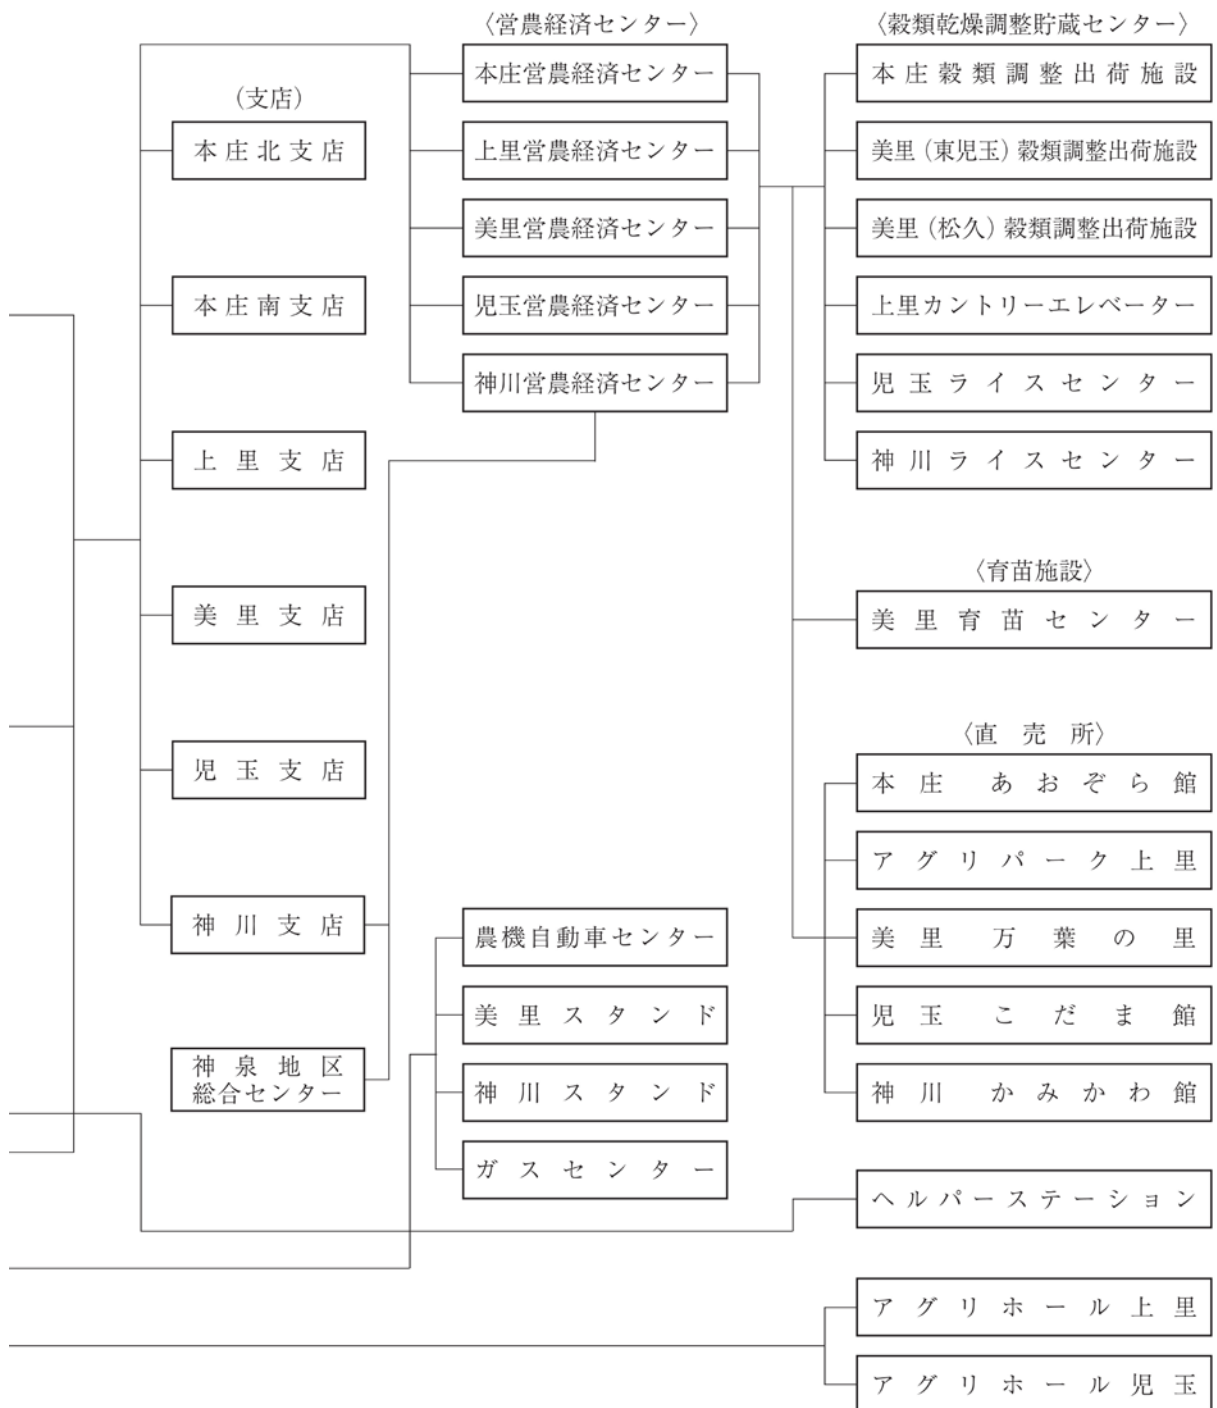 (支店)
本庄北支店
本庄南支店
上里支店
美里支店
児玉支店
神川支店
神泉地区
総合センター
〈営農経済センター〉
本庄営農経済センター
上里営農経済センター
美里営農経済センター
児玉営農経済センター
神川営農経済センター
農機自動車センター
美里スタンド
神川スタンド
ガスセンター
〈穀類乾燥調整貯蔵センター〉
本庄穀類調整出荷施設
美里(東児玉)穀類調整出荷施設
美里(松久)穀類調整出荷施設
上里カントリーエレベーター
児玉ライスセンター
神川ライスセンター
〈育苗施設〉
美里育苗センター
〈直売所〉
本庄 あおぞら館
アグリパーク上里
美里 万葉の里
児玉 こだま館
神川 かみかわ館
ヘルパーステーション
アグリホール上里
アグリホール児玉